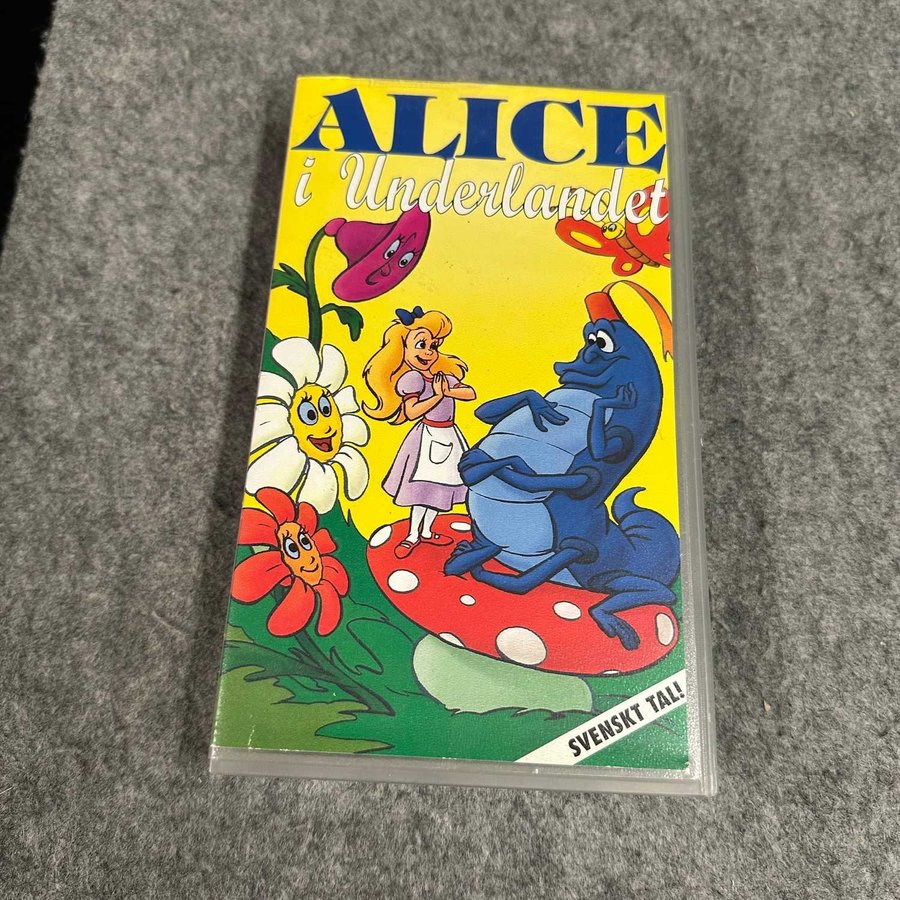 ALICE
i Underlandet
SVENSKT TAL!